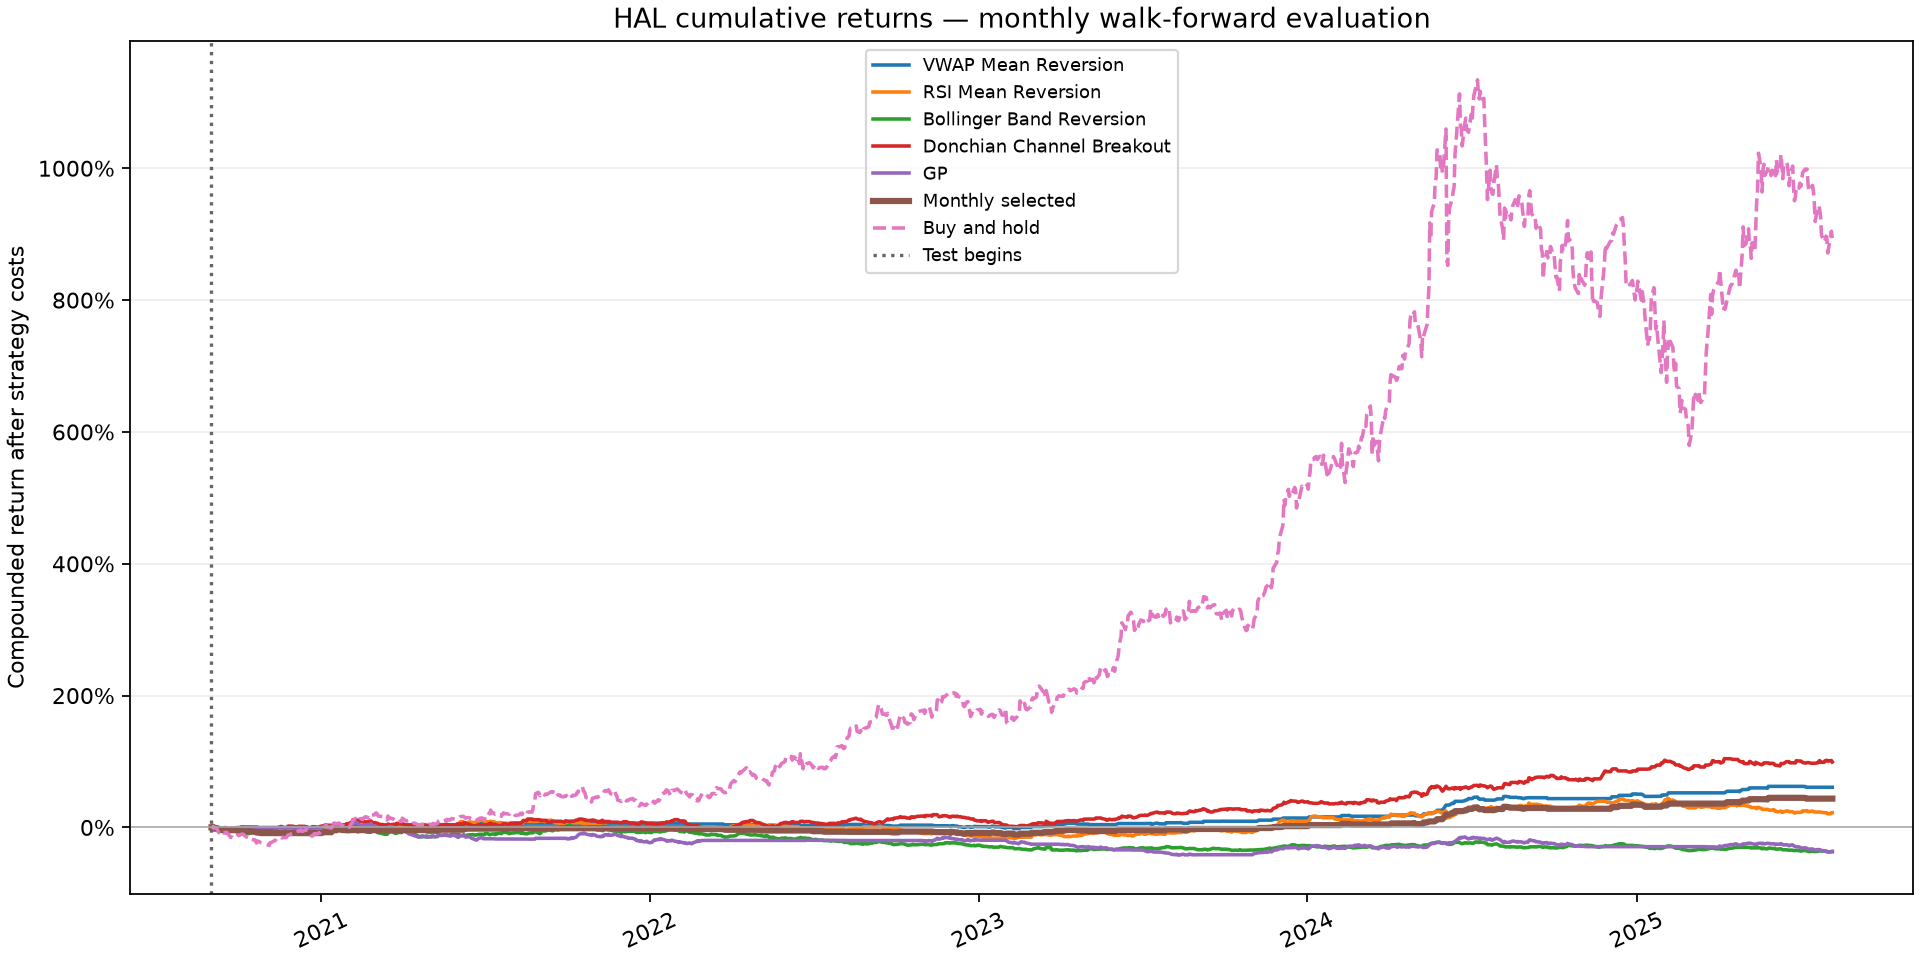 HAL cumulative returns — monthly walk-forward evaluation
VWAP Mean Reversion
RSI Mean Reversion
Bollinger Band Reversion
Donchian Channel Breakout
GP
Monthly selected
Buy and hold
Test begins
Compounded return after strategy costs
1000%
800%
600%
400%
200%
0%
2021
2022
2023
2024
2025